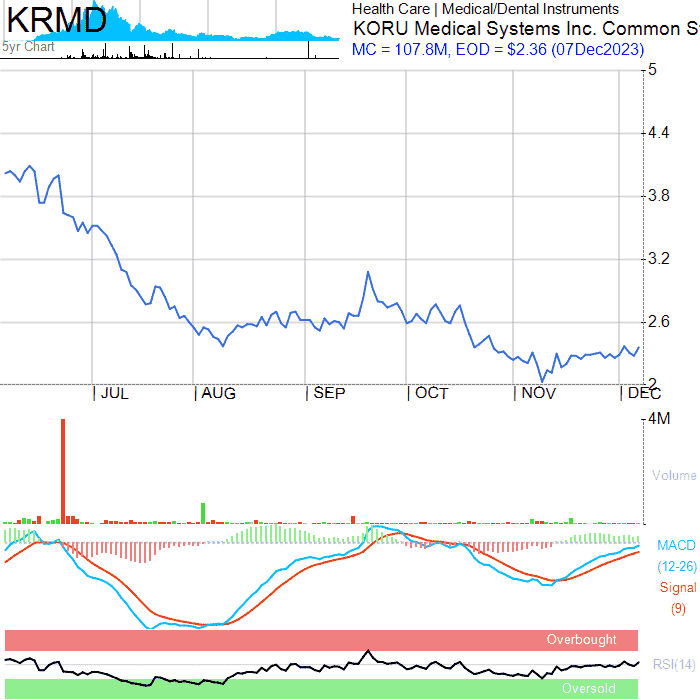 KRMD
5yr Chart
Health Care | Medical/Dental Instruments
KORU Medical Systems Inc. Common S
MC = 107.8M, EOD = $2.36 (07Dec2023)
5
4.4
3.8
3.2
2.6
2
JUL
AUG
SEP
OCT
NOV
DEC
4M
Volume
MACD
(12-26)
Signal
(9)
Overbought
RSI(14)
Oversold